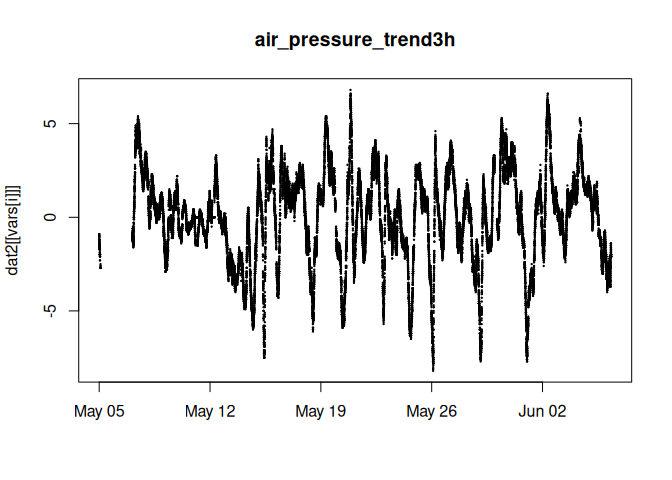 air_pressure_trend3h
dat2[[vars[i]]]
5
0
-5
May 05
May 12
May 19
May 26
Jun 02